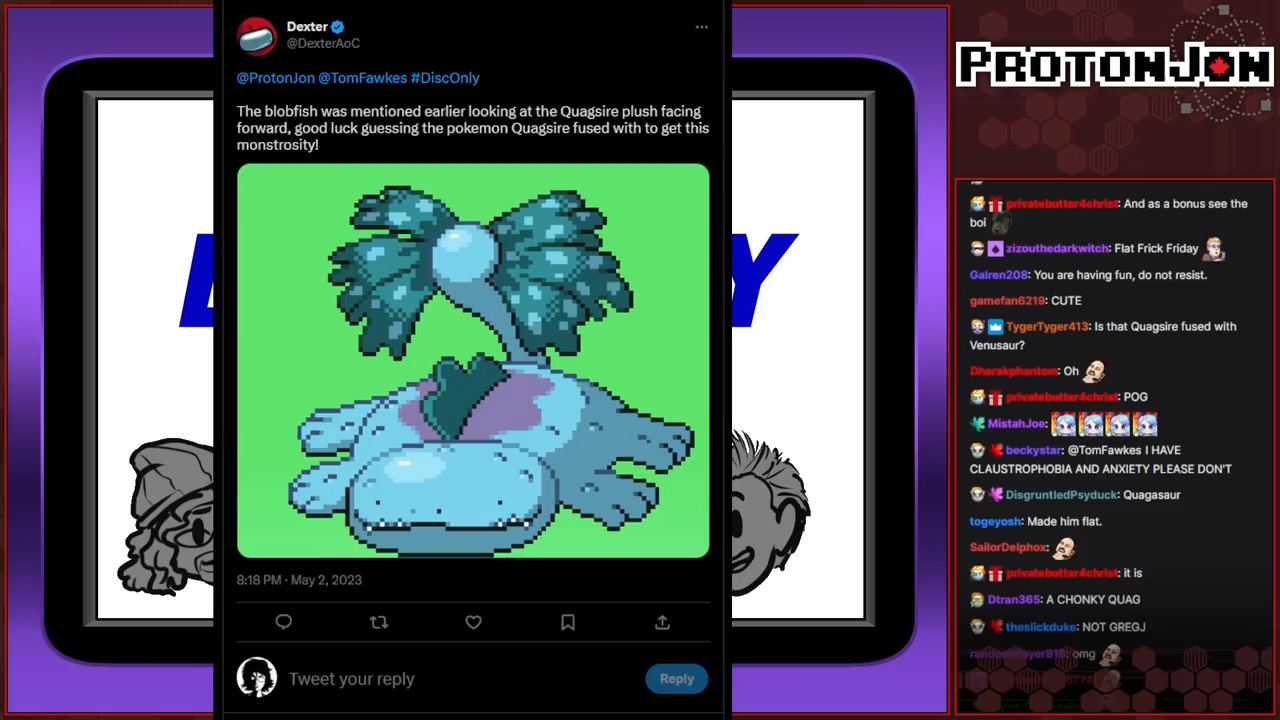 Dexter
@DexterAoC
@ProtonJon @TomFawkes #DiscOnly
The blobfish was mentioned earlier looking at the Quagsire plush facing
forward, good luck guessing the pokemon Quagsire fused with to get this
monstrosity!
8:18 PM · May 2, 2023
Tweet your reply
Reply
Y
PROTONJON
privatebutter4christ: And as a bonus see the
boi
zizouthedarkwitch: Flat Frick Friday
Galren208: You are having fun, do not resist.
gamefan6219: CUTE
TygerTyger413: Is that Quagsire fused with
Venusaur?
Dharakphantom: Oh
privatebutter4christ: POG
MistahJoe:
beckystar: @TomFawkes I HAVE
CLAUSTROPHOBIA AND ANXIETY PLEASE DON'T
DisgruntledPsyduck: Quagasaur
togeyosh: Made him flat.
SailorDelphox:
privatebutter4christ: it is
Dtran365: A CHONKY QUAG
theslickduke: NOT GREGJ
omg